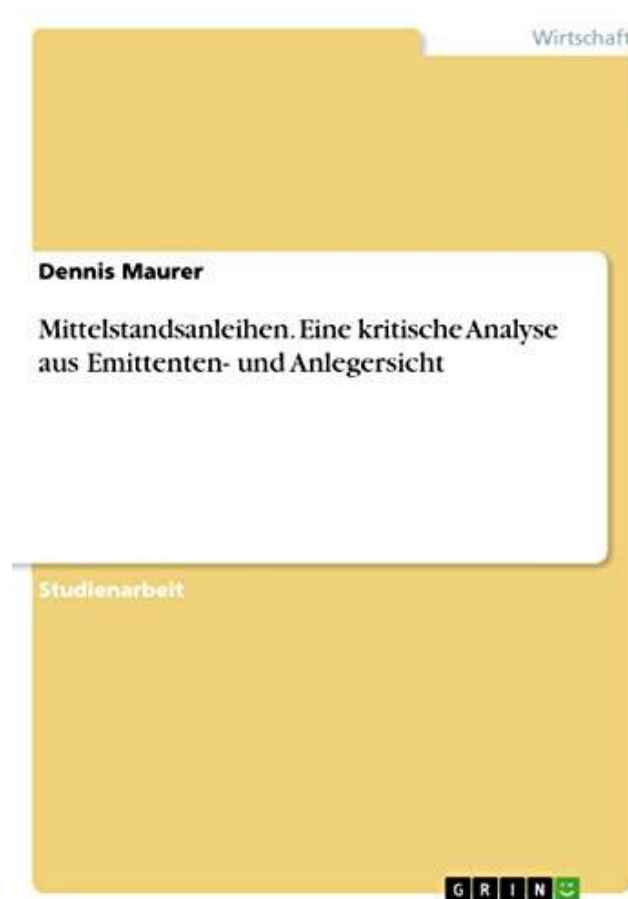 Wirtschaft
Dennis Maurer
Mittelstandsanleihen. Eine kritische Analyse
aus Emittenten- und Anlegersicht
Studienarbeit
GRIN